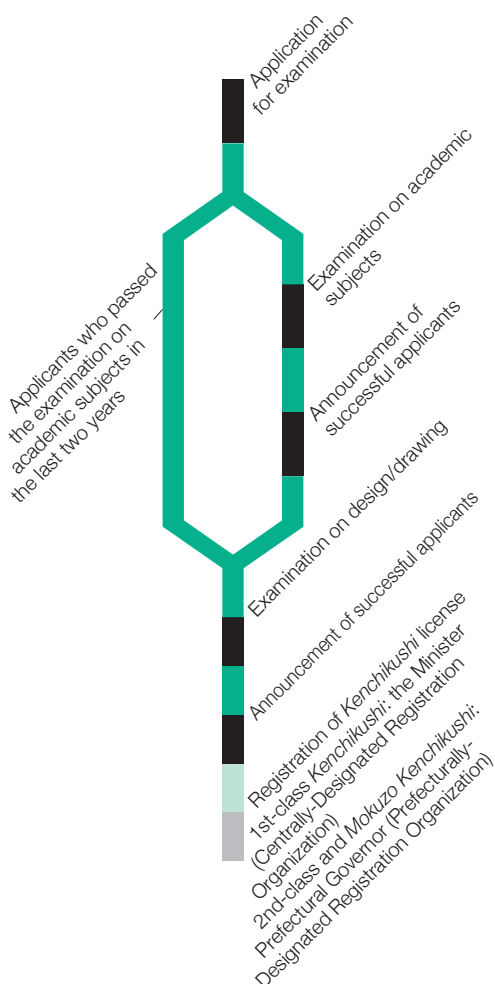 Application
for examination
Examination on academic
subjects
Applicants who passed
the examination on
academic subjects in
the last two years
Announcement of
successful applicants
Examination on design/drawing
Announcement of successful applicants
Registration of Kenchikushi license
1st-class Kenchikushi: the Minister
(Centrally-Designated Registration
Organization)
2nd-class and Mokuzo Kenchikushi:
Prefectural Governor (Prefecturally-
Designated Registration Organization)